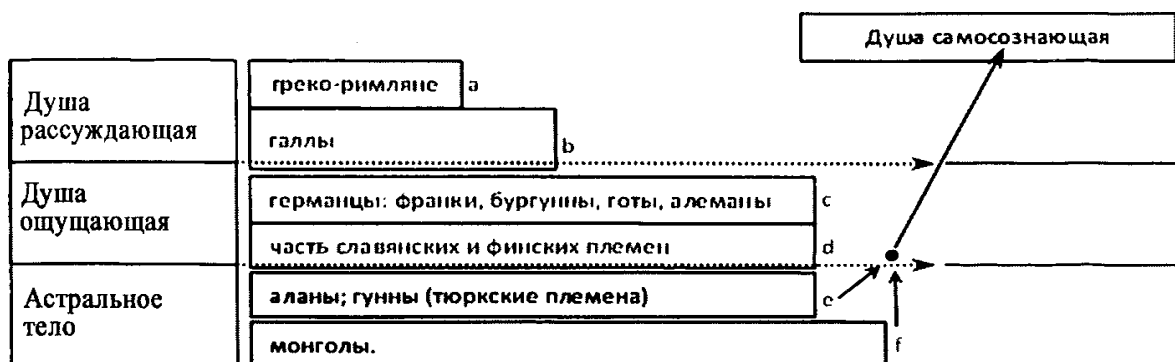 Душа самосознающая
Душа
рассуждающая
греко-римляне a
галлы b
Душа
ощущающая
германцы: франки, бургунны, готы, алеманы c
часть славянских и финских племен d
Астральное
тело
аланы; гунны (тюркские племена) e
монголы. f